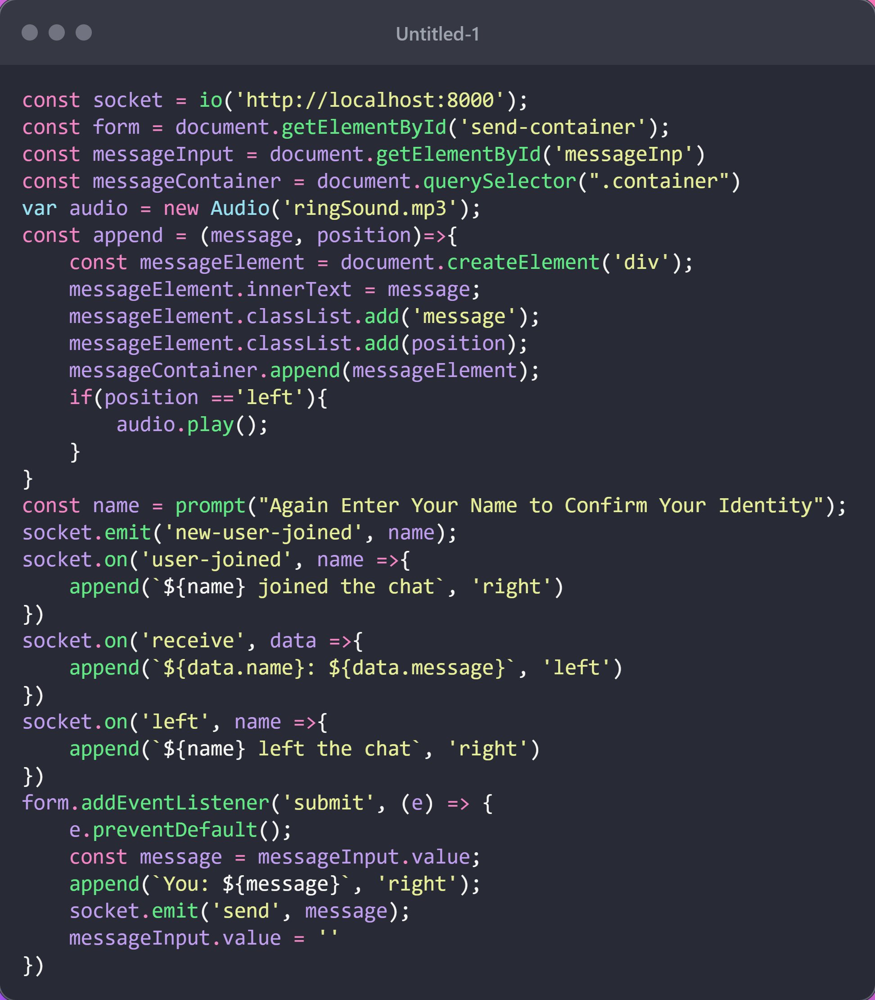 Untitled-1
const socket = io('http://localhost:8000');
const form = document.getElementById('send-container');
const messageInput = document.getElementById('messageInp')
const messageContainer = document.querySelector(".container")
var audio = new Audio('ringSound.mp3');
const append = (message, position)=>{
    const messageElement = document.createElement('div');
    messageElement.innerText = message;
    messageElement.classList.add('message');
    messageElement.classList.add(position);
    messageContainer.append(messageElement);
    if(position =='left'){
        audio.play();
    }
}
const name = prompt("Again Enter Your Name to Confirm Your Identity");
socket.emit('new-user-joined', name);
socket.on('user-joined', name =>{
    append(`${name} joined the chat`, 'right')
})
socket.on('receive', data =>{
    append(`${data.name}: ${data.message}`, 'left')
})
socket.on('left', name =>{
    append(`${name} left the chat`, 'right')
})
form.addEventListener('submit', (e) => {
    e.preventDefault();
    const message = messageInput.value;
    append(`You: ${message}`, 'right');
    socket.emit('send', message);
    messageInput.value = ''
})